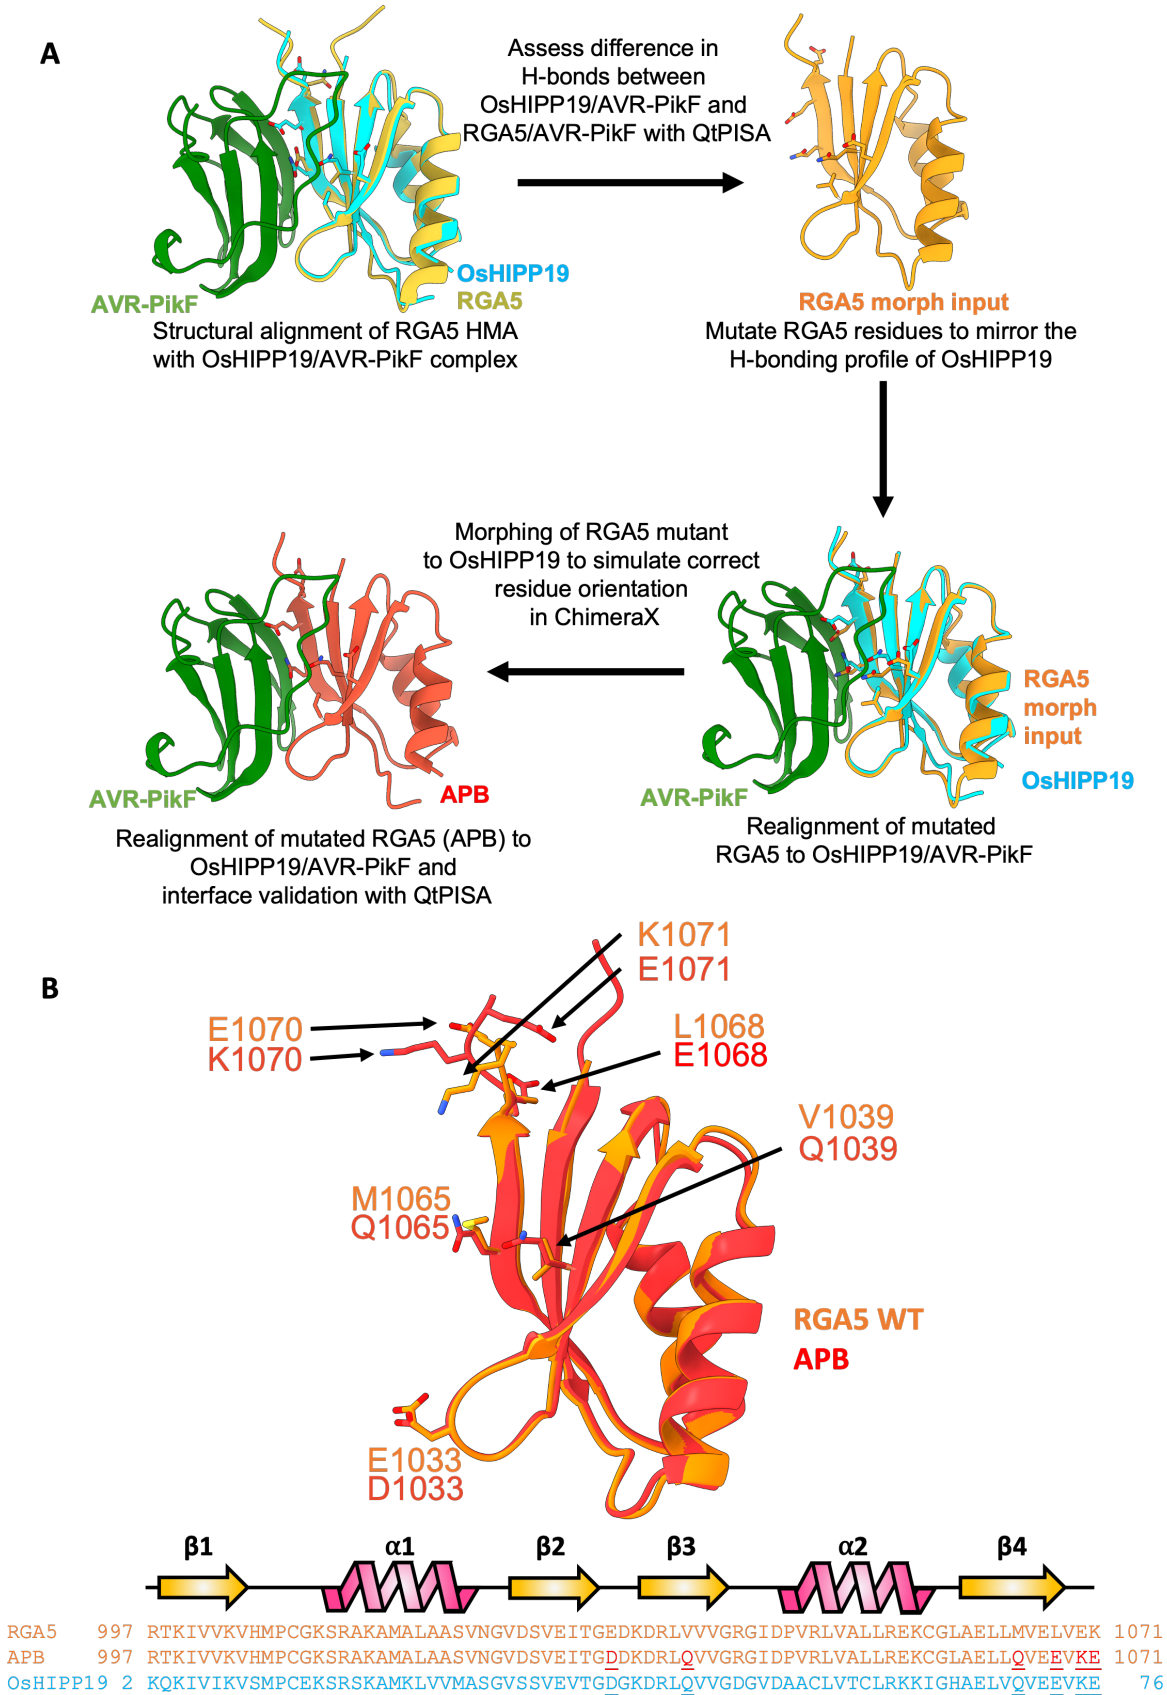 A
Assess difference in
H-bonds between
OsHIPP19/AVR-PikF and
RGA5/AVR-PikF with QtPISA
OsHIPP19
RGA5
AVR-PikF
Structural alignment of RGA5 HMA
with OsHIPP19/AVR-PikF complex
RGA5 morph input
Mutate RGA5 residues to mirror the
H-bonding profile of OsHIPP19
Morphing of RGA5 mutant
to OsHIPP19 to simulate correct
residue orientation
in ChimeraX
RGA5
morph
input
OsHIPP19
AVR-PikF
Realignment of mutated
RGA5 to OsHIPP19/AVR-PikF
APB
AVR-PikF
Realignment of mutated RGA5 (APB) to
OsHIPP19/AVR-PikF and
interface validation with QtPISA
B
K1071
E1071
E1070
K1070
L1068
E1068
V1039
Q1039
M1065
Q1065
RGA5 WT
APB
E1033
D1033
β1 α1 β2 β3 α2 β4
RGA5 997 RTKIVVKVHMPCGKSRAKAMALAASVNGVDSVEITGEDKDRLVVVGRGIDPVRLVALLREKCGLAELLMVELVEK 1071
APB 997 RTKIVVKVHMPCGKSRAKAMALAASVNGVDSVEITGDDKDRLQVVGRGIDPVRLVALLREKCGLAELLQVEEVKE 1071
OsHIPP19 2 KQKIVIKVSMPCEKSRSKAMKLVVMASGVSSVEVTGDGKDRLQVVGDGVDAACLVTCLRKKIGHAELVQVEEVKE 76